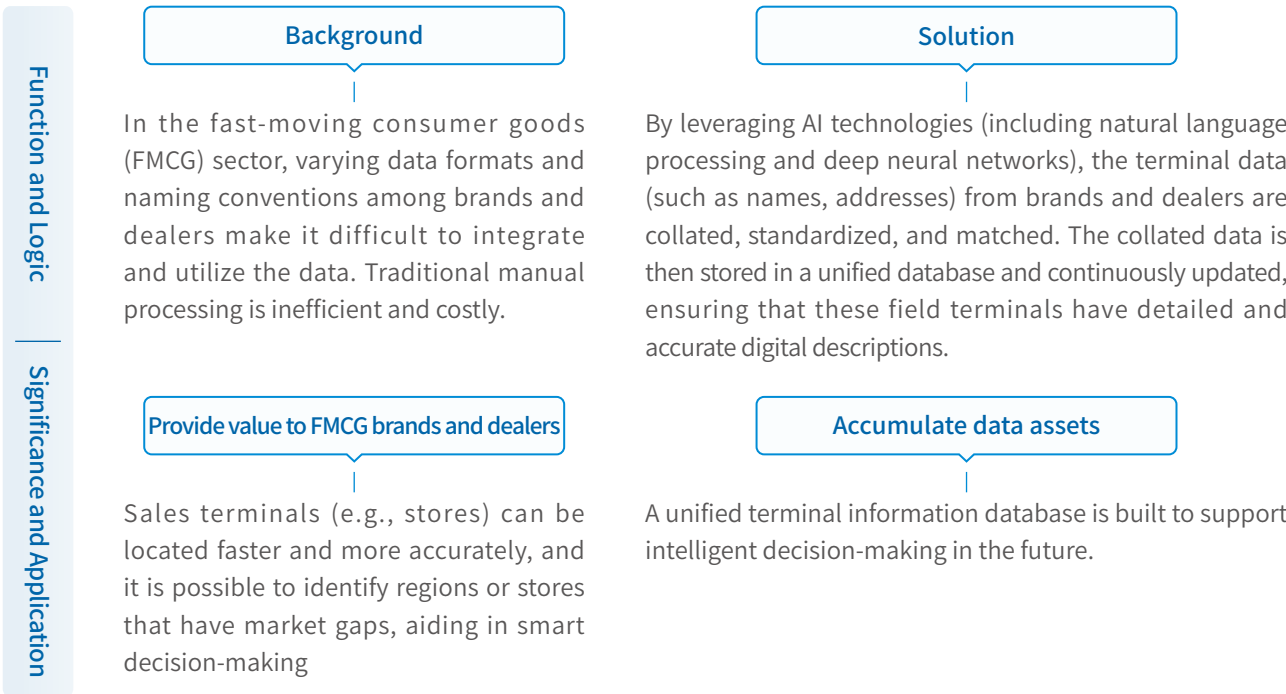 Function and Logic
Background
In the fast-moving consumer goods
(FMCG) sector, varying data formats and
naming conventions among brands and
dealers make it difficult to integrate
and utilize the data. Traditional manual
processing is inefficient and costly.
Solution
By leveraging AI technologies (including natural language
processing and deep neural networks), the terminal data
(such as names, addresses) from brands and dealers are
collated, standardized, and matched. The collated data is
then stored in a unified database and continuously updated,
ensuring that these field terminals have detailed and
accurate digital descriptions.
Significance and Application
Provide value to FMCG brands and dealers
Sales terminals (e.g., stores) can be
located faster and more accurately, and
it is possible to identify regions or stores
that have market gaps, aiding in smart
decision-making
Accumulate data assets
A unified terminal information database is built to support
intelligent decision-making in the future.